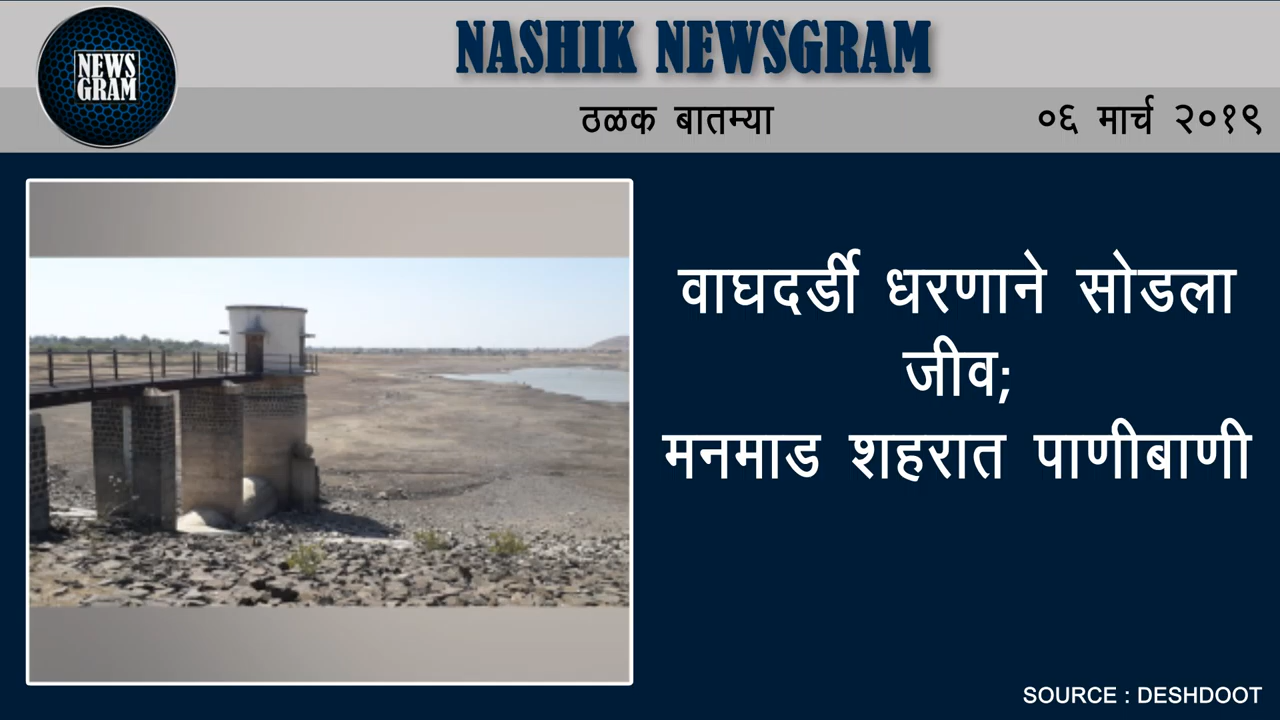 NEWS
GRAM
NASHIK NEWSGRAM
ठळक बातम्या
०६ मार्च २०१९
वाघदर्डी धरणाने सोडला
जीव;
मनमाड शहरात पाणीबाणी
SOURCE : DESHDOOT